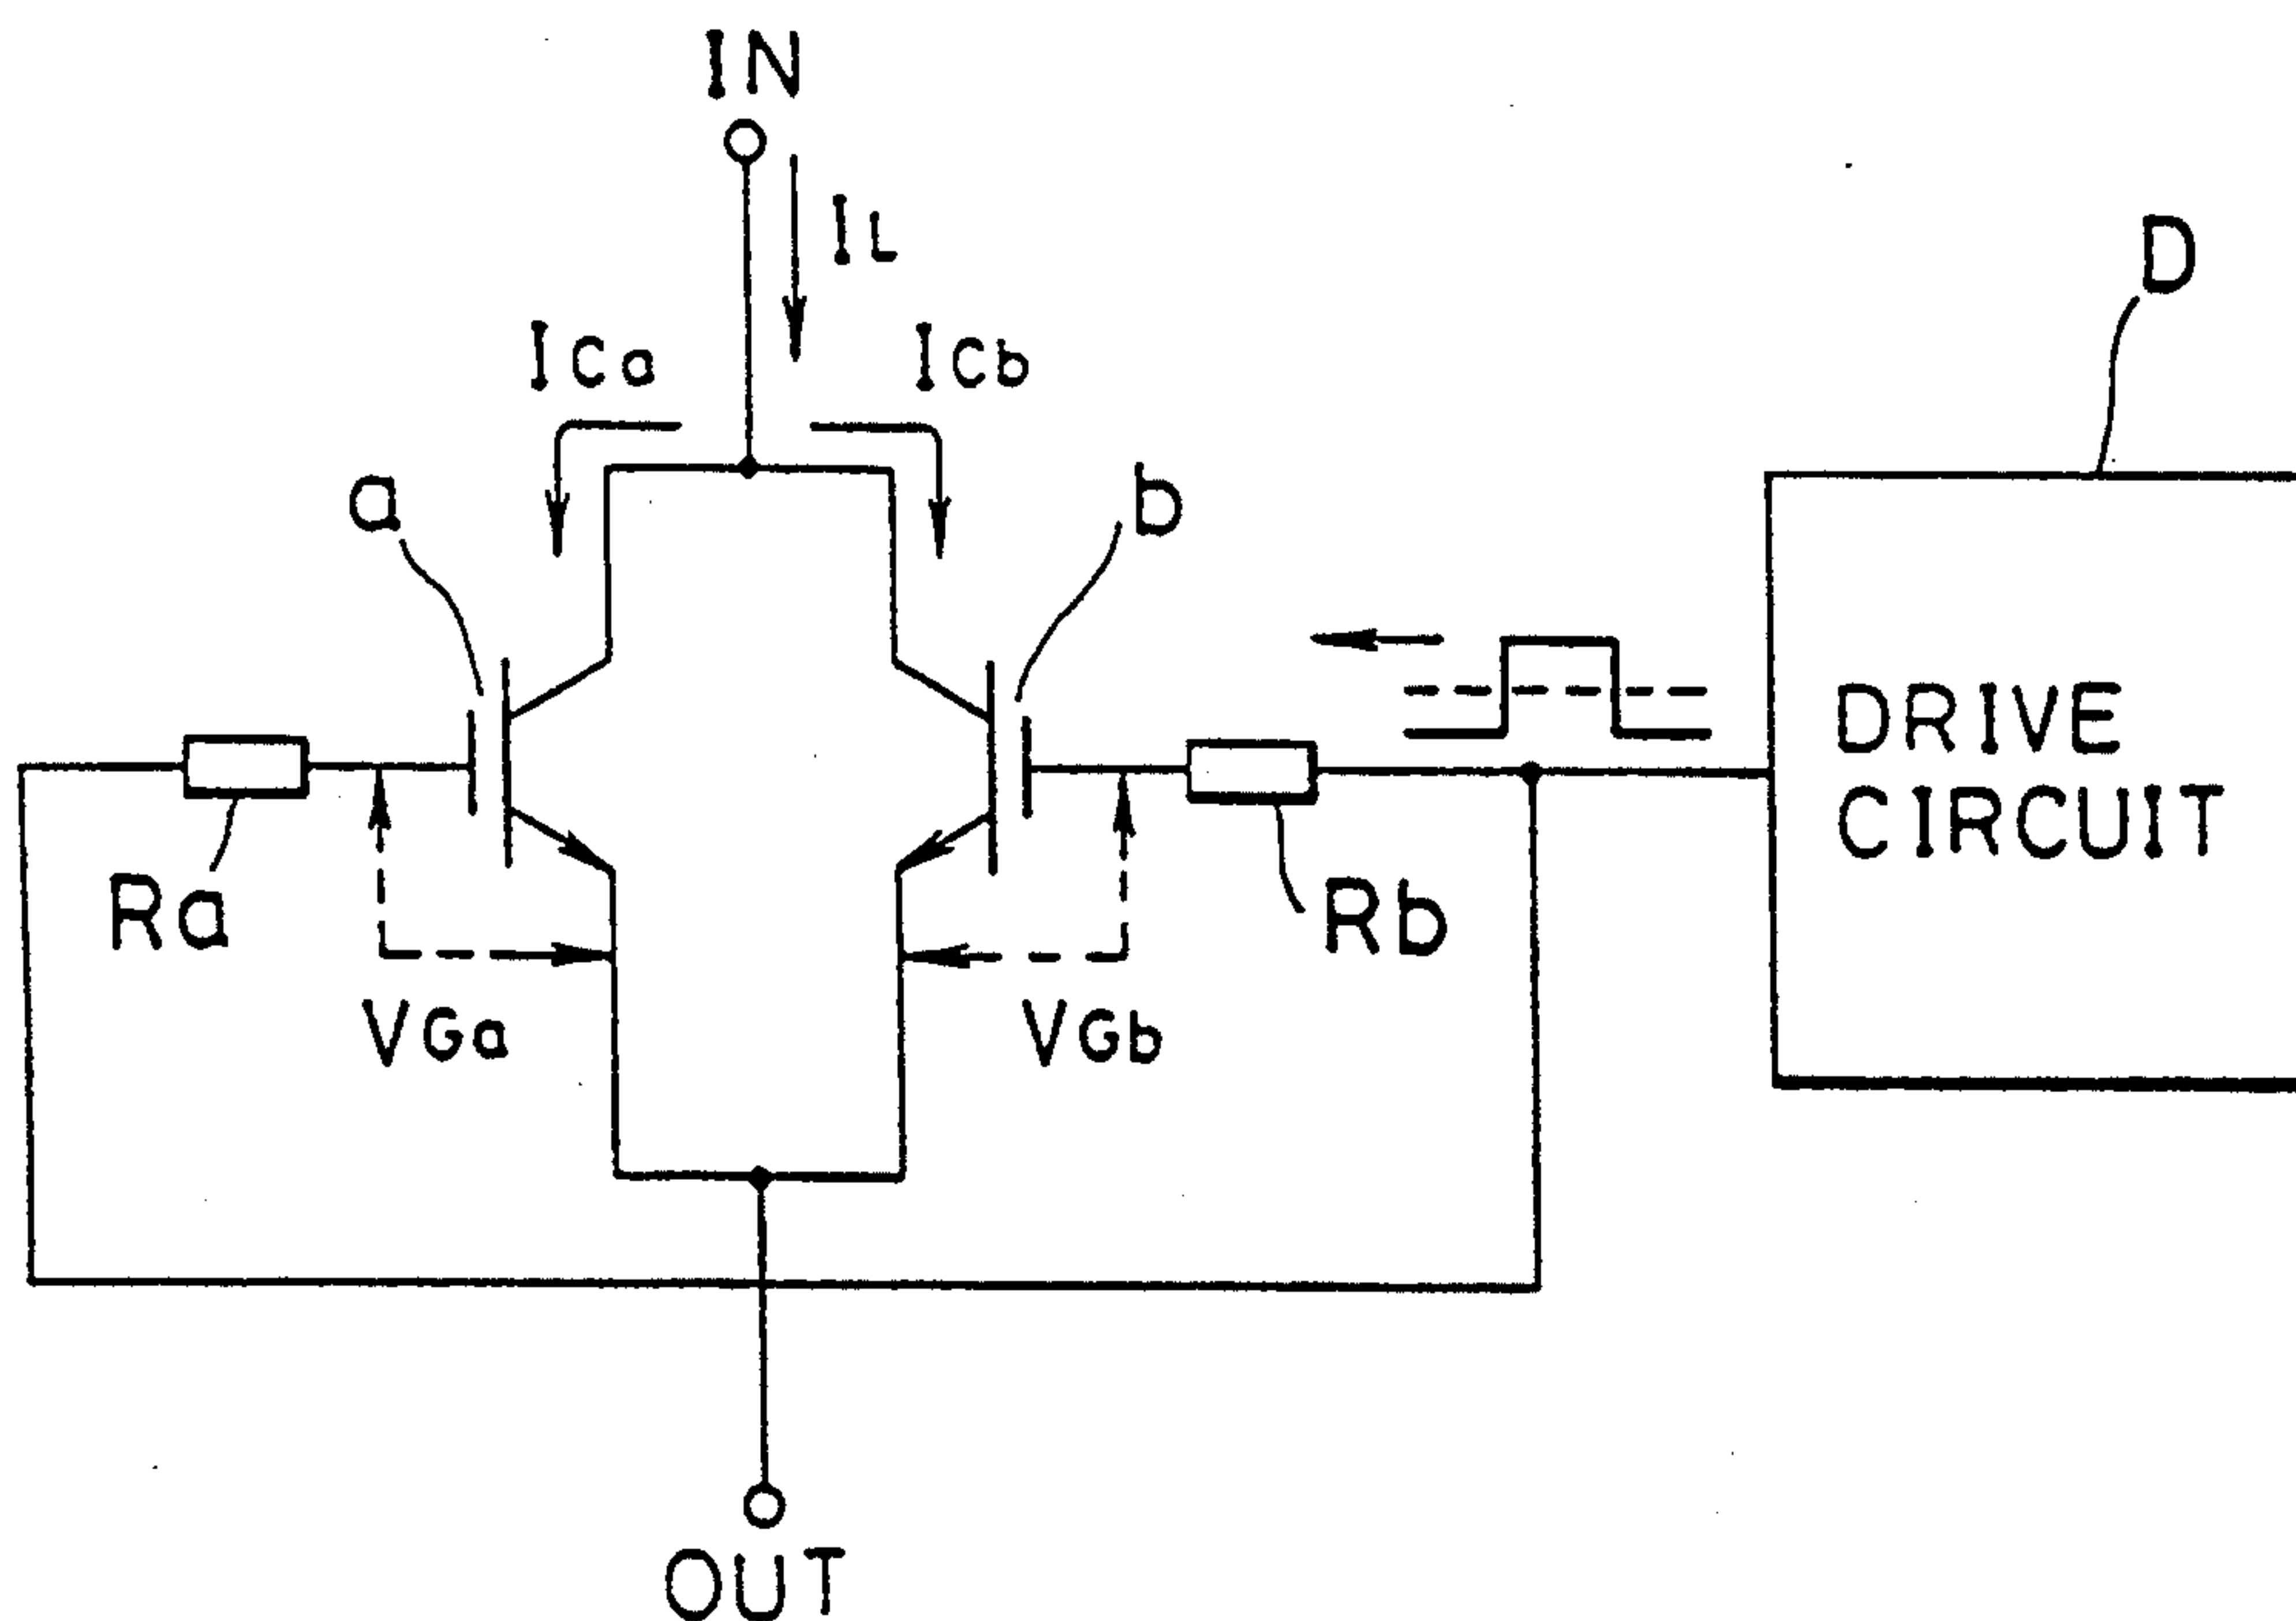 IN
IL
D
ICa
ICb
a
b
DRIVE
CIRCUIT
Ra
Rb
VGa
VGb
OUT